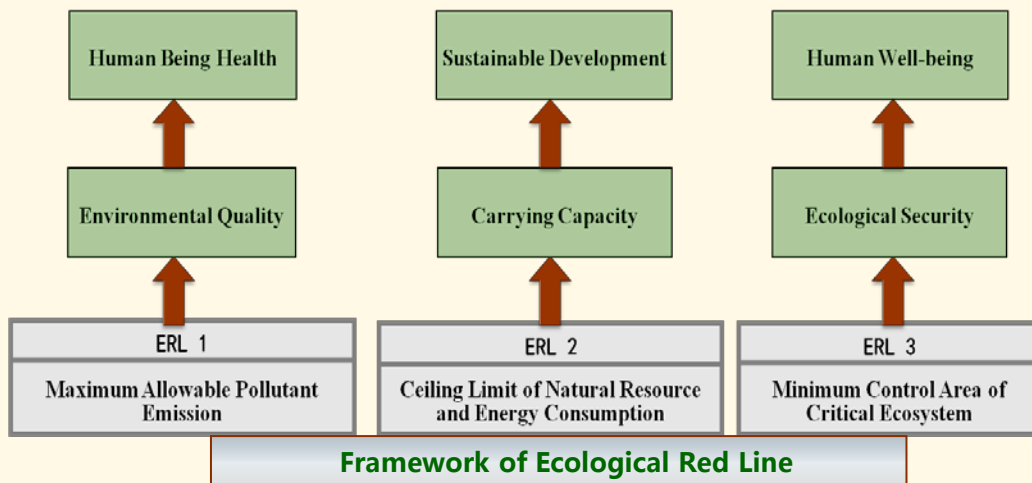 Human Being Health
Sustainable Development
Human Well-being
Environmental Quality
Carrying Capacity
Ecological Security
ERL 1
Maximum Allowable Pollutant
Emission
ERL 2
Ceiling Limit of Natural Resource
and Energy Consumption
ERL 3
Minimum Control Area of
Critical Ecosystem
Framework of Ecological Red Line